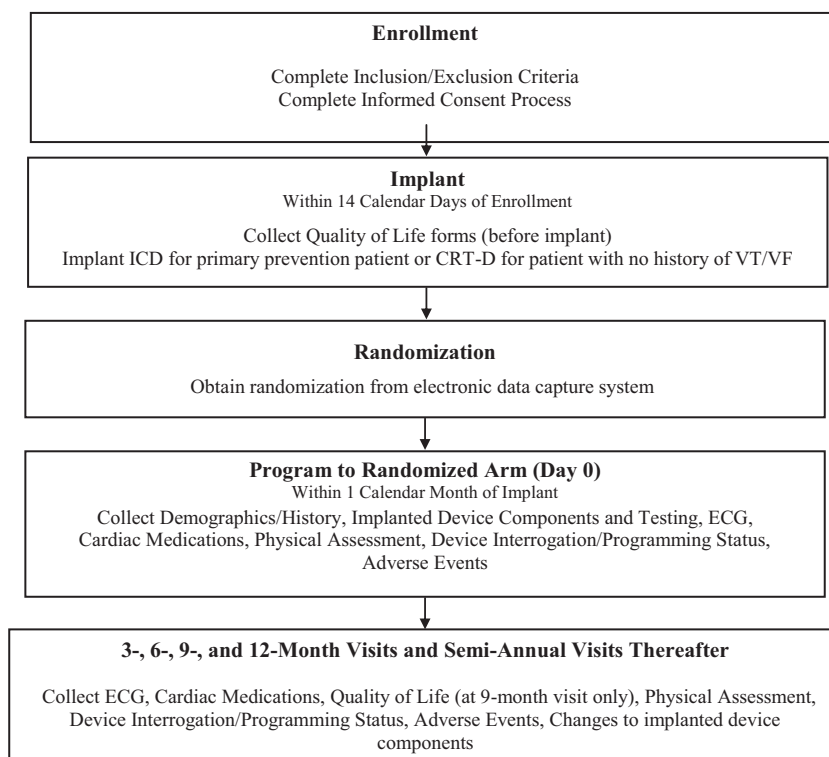 Enrollment
Complete Inclusion/Exclusion Criteria
Complete Informed Consent Process
Implant
Within 14 Calendar Days of Enrollment
Collect Quality of Life forms (before implant)
Implant ICD for primary prevention patient or CRT-D for patient with no history of VT/VF
Randomization
Obtain randomization from electronic data capture system
Program to Randomized Arm (Day 0)
Within 1 Calendar Month of Implant
Collect Demographics/History, Implanted Device Components and Testing, ECG,
Cardiac Medications, Physical Assessment, Device Interrogation/Programming Status,
Adverse Events
3-, 6-, 9-, and 12-Month Visits and Semi-Annual Visits Thereafter
Collect ECG, Cardiac Medications, Quality of Life (at 9-month visit only), Physical Assessment,
Device Interrogation/Programming Status, Adverse Events, Changes to implanted device
components